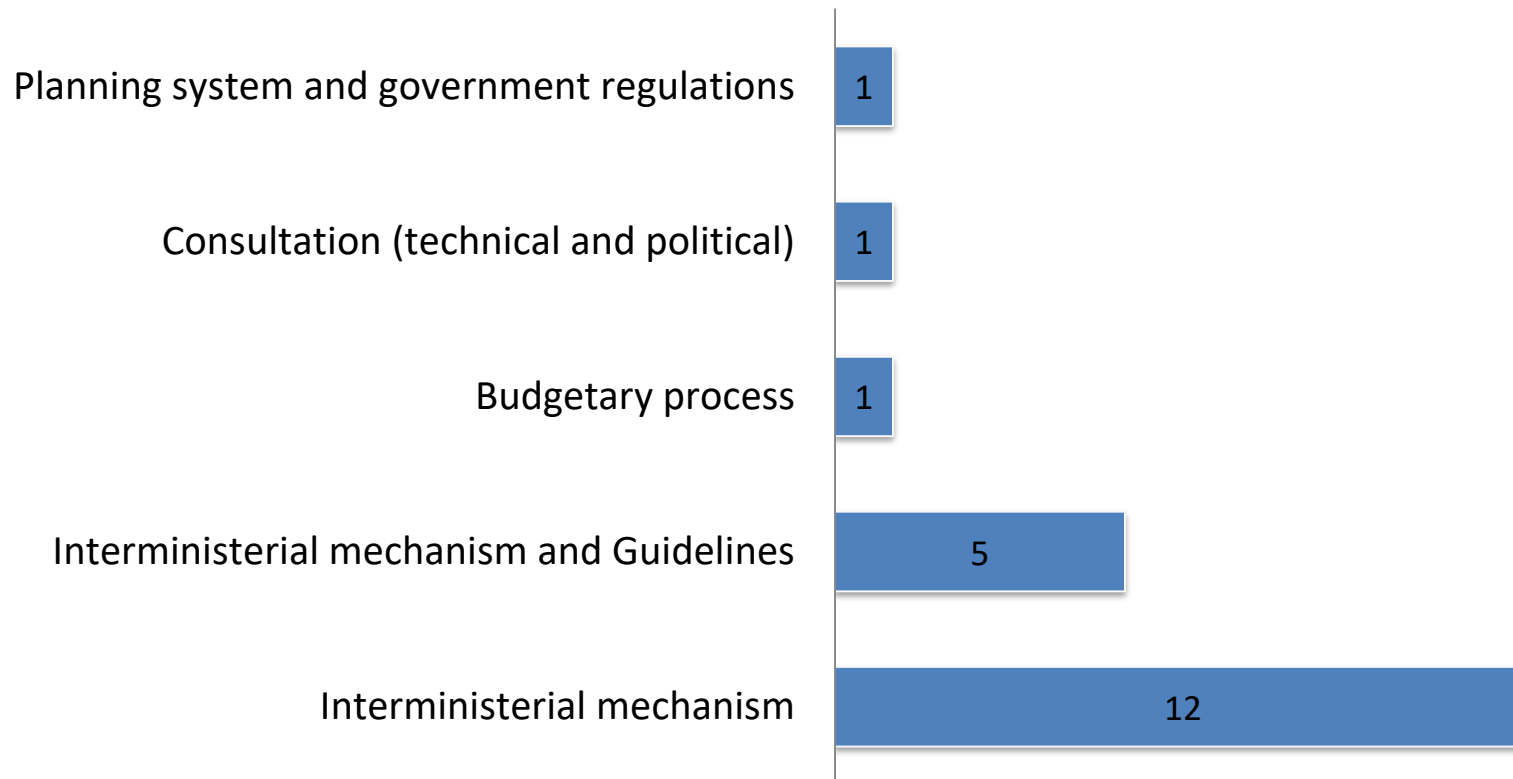 Planning system and government regulations 1
Consultation (technical and political) 1
Budgetary process 1
Interministerial mechanism and Guidelines 5
Interministerial mechanism 12